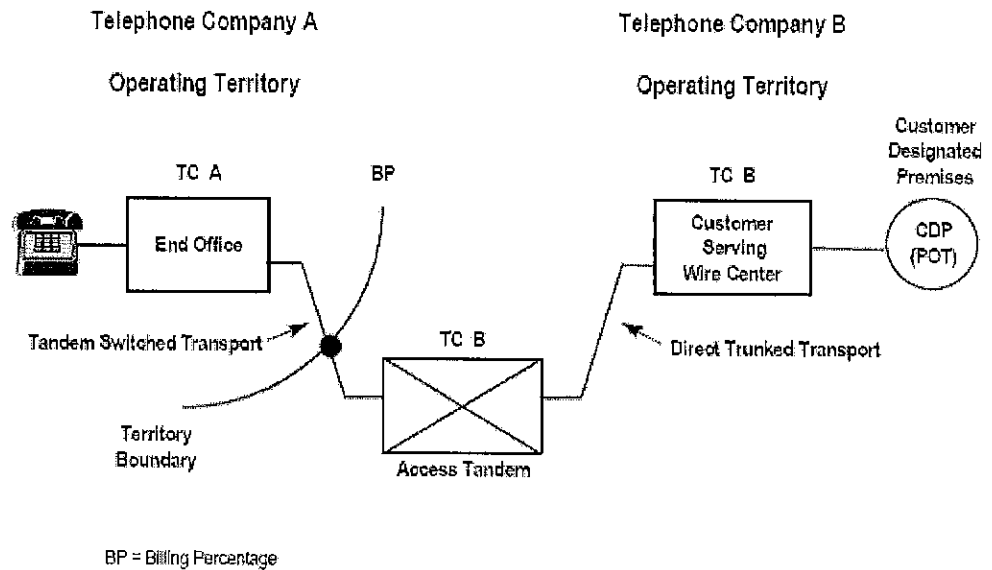 Telephone Company A
Operating Territory
Telephone Company B
Operating Territory
TC A
End Office
BP
TC B
Customer
Serving
Wire Center
Customer
Designated
Premises
CDP
(POT)
Tandem Switched Transport
TC B
Direct Trunked Transport
Territory
Boundary
Access Tandem
BP = Billing Percentage